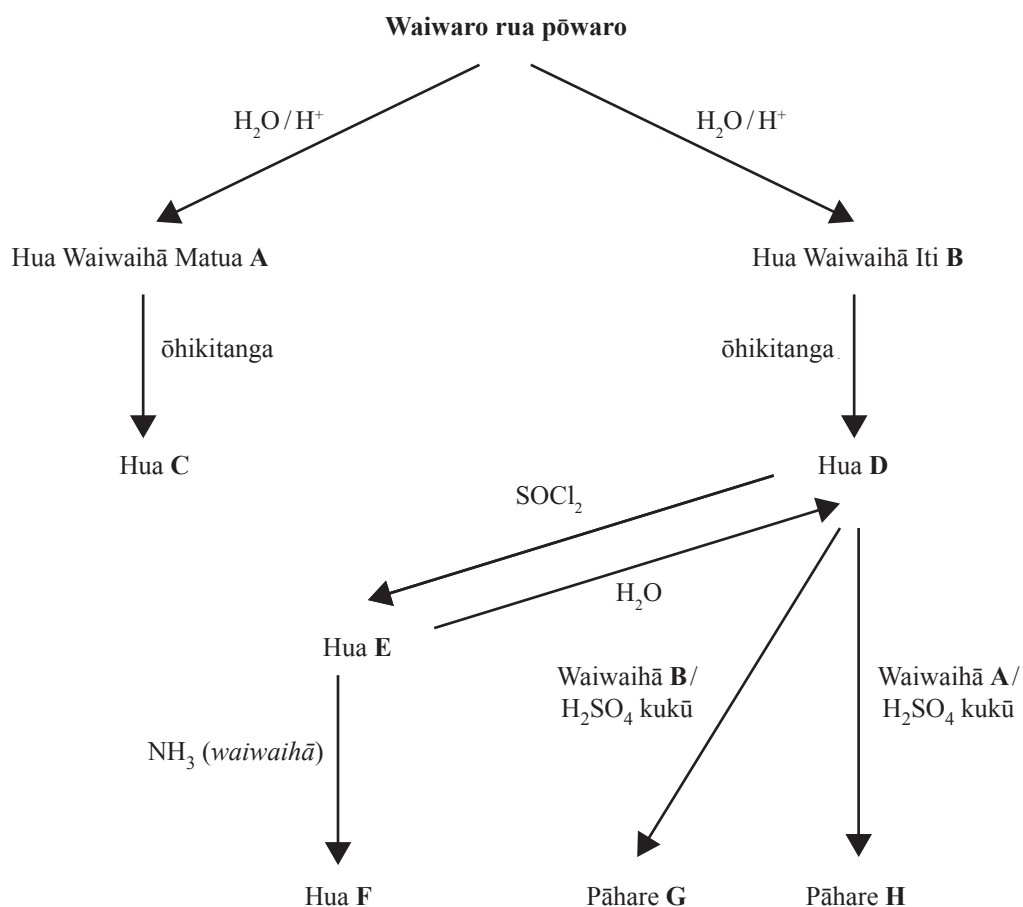 Waiwaro rua pōwaro
H₂O / H⁺
H₂O / H⁺
Hua Waiwaihā Matua A
Hua Waiwaihā Iti B
ōhikitanga
ōhikitanga
Hua C
Hua D
SOCl₂
H₂O
Hua E
Waiwaihā B /
H₂SO₄ kukū
Waiwaihā A /
H₂SO₄ kukū
NH₃ (waiwaihā)
Hua F
Pāhare G
Pāhare H